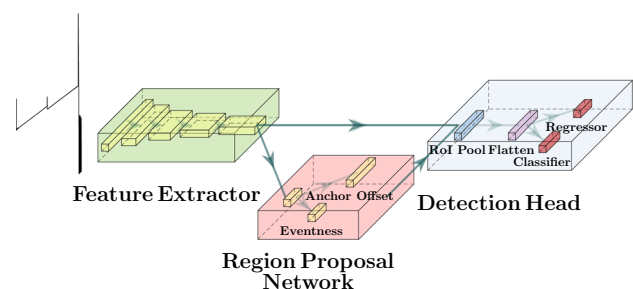 Regressor
RoI Pool Flatten
Classifier
Anchor Offset
Eventness
Feature Extractor
Detection Head
Region Proposal
Network